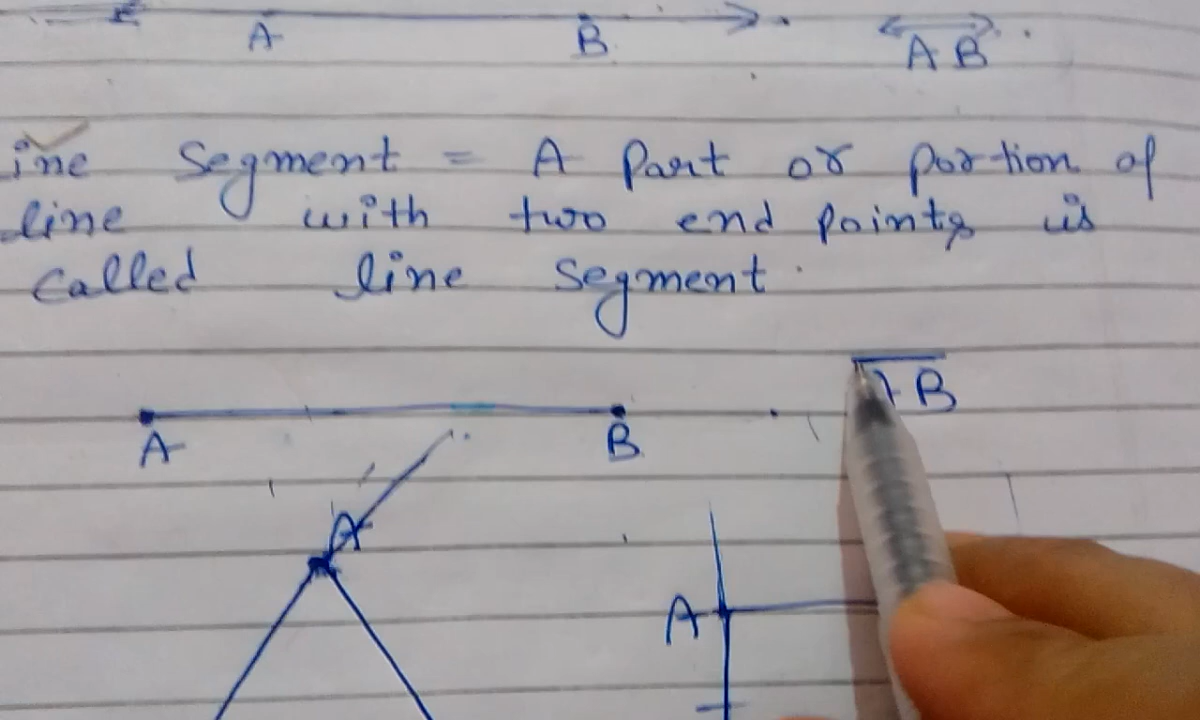 A B AB
ine Segment = A Part or portion of
line with two end points is
called line segment.
AB
A B
A
A